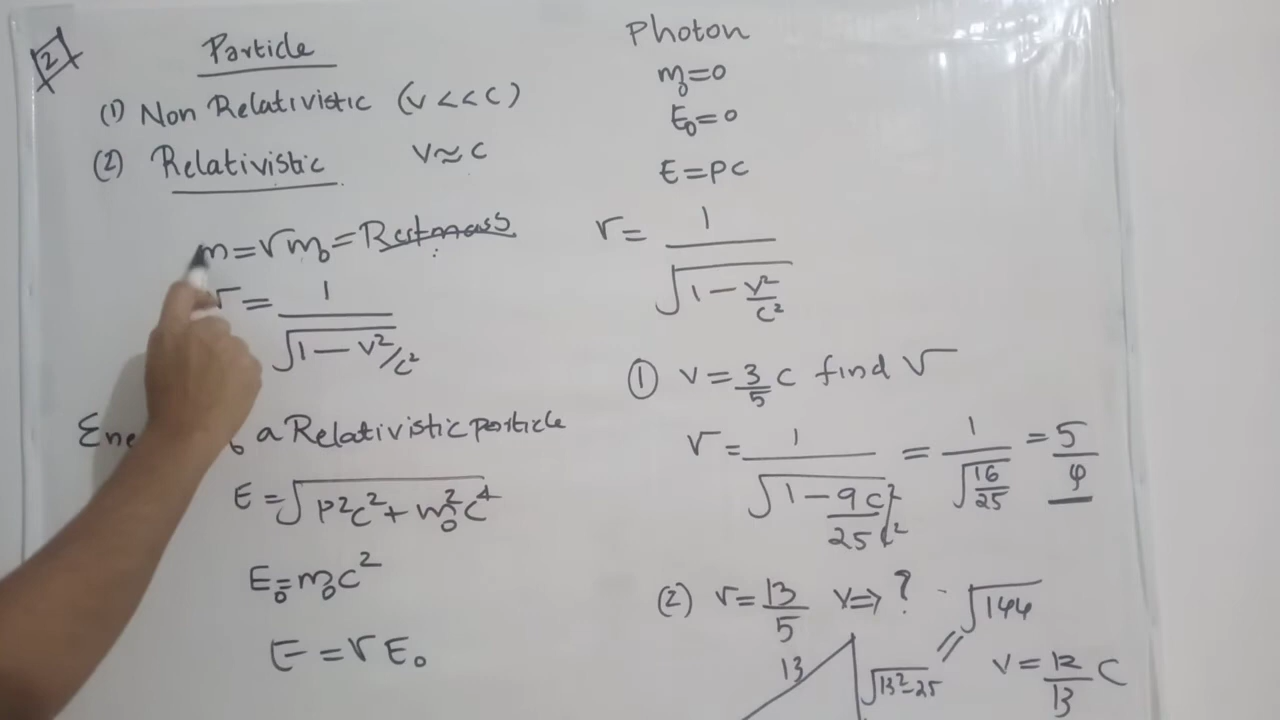 2
Particle
(1) Non Relativistic (v << c)
(2) Relativistic v ≈ c
m = γm₀ = Rest mass
γ = 1/√(1 − v²/c²)
a Relativistic particle
E = √(p²c² + m₀²c⁴)
E₀ = m₀c²
E = γE₀
Photon
m₀ = 0
E₀ = 0
E = pc
γ = 1/√(1 − v²/c²)
① v = 3/5 c find γ
γ = 1/√(1 − 9c²/25c²) = 1/√(16/25) = 5/4
(2) γ = 13/5 v ⇒ ? √144
13 √13²−25 v = 12/13 c